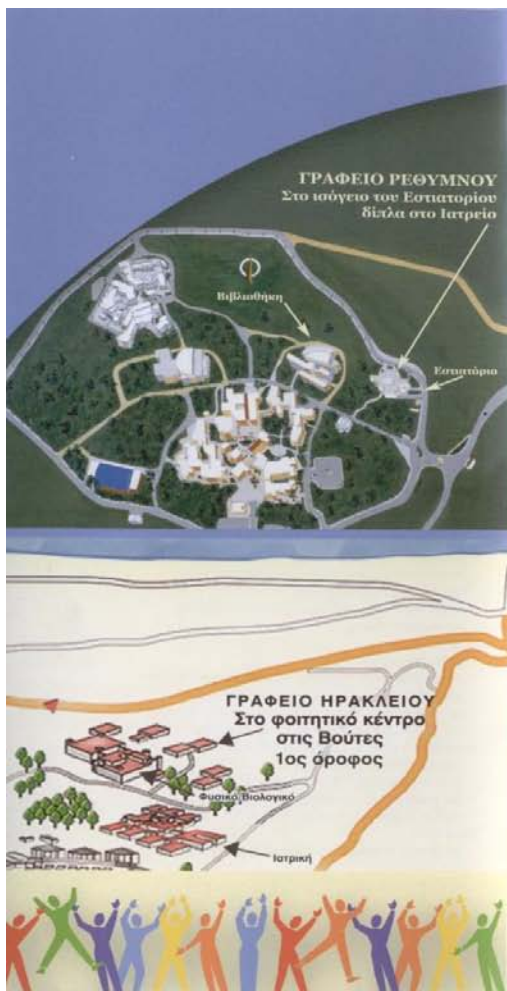 ΓΡΑΦΕΙΟ ΡΕΘΥΜΝΟΥ
Στο ισόγειο του Εστιατορίου
δίπλα στο Ιατρείο
Βιβλιοθήκη
Εστιατόριο
ΓΡΑΦΕΙΟ ΗΡΑΚΛΕΙΟΥ
Στο φοιτητικό κέντρο
στις Βούτες
1ος όροφος
Φυσικό Βιολογικό
Ιατρική